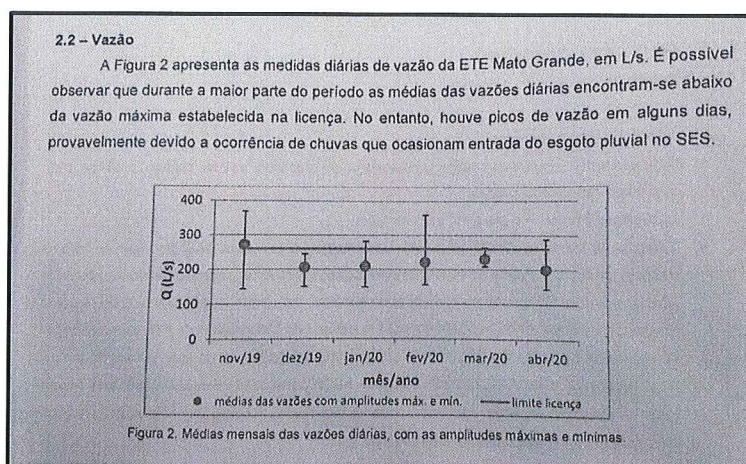 2.2 – Vazão
A Figura 2 apresenta as medidas diárias de vazão da ETE Mato Grande, em L/s. É possível
observar que durante a maior parte do período as médias das vazões diárias encontram-se abaixo
da vazão máxima estabelecida na licença. No entanto, houve picos de vazão em alguns dias,
provavelmente devido a ocorrência de chuvas que ocasionam entrada do esgoto pluvial no SES.
400
300
200
100
0
Q (L/s)
nov/19 dez/19 jan/20 fev/20 mar/20 abr/20
mês/ano
médias das vazões com amplitudes máx. e mín. limite licença
Figura 2. Médias mensais das vazões diárias, com as amplitudes máximas e mínimas.